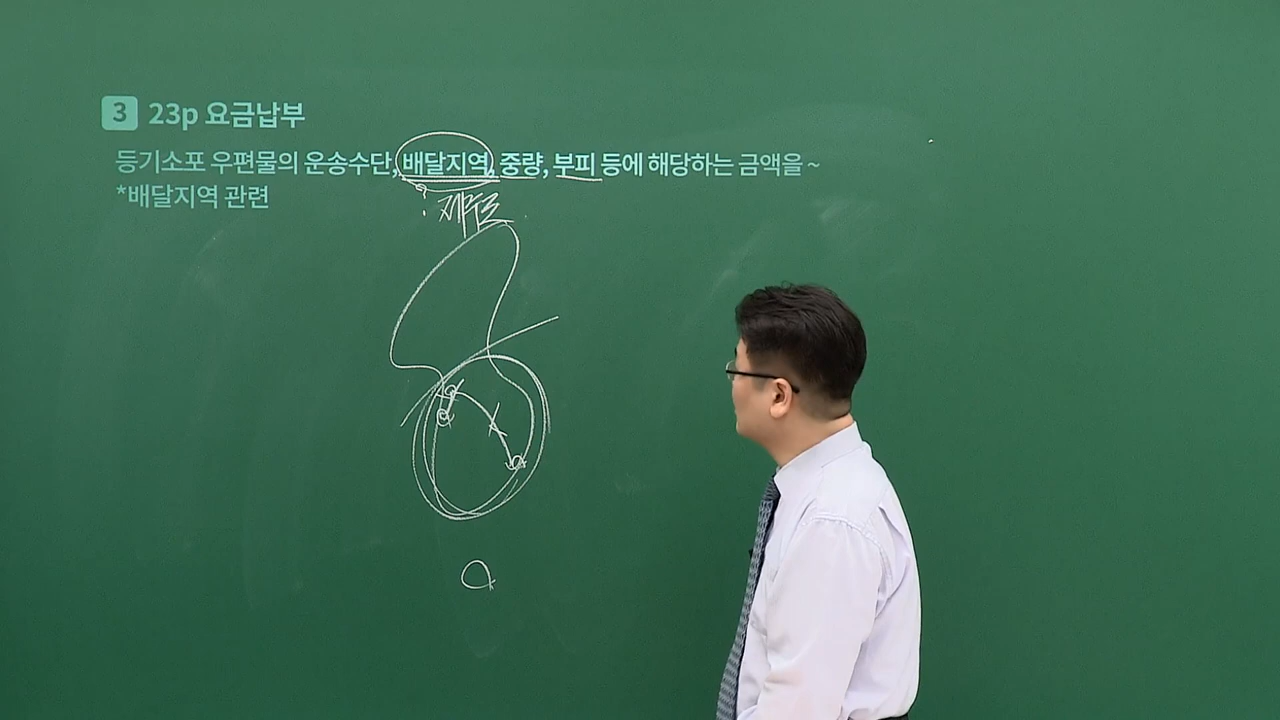 3 23p 요금납부
등기소포 우편물의 운송수단, 배달지역, 중량, 부피 등에 해당하는 금액을 ~
*배달지역 관련